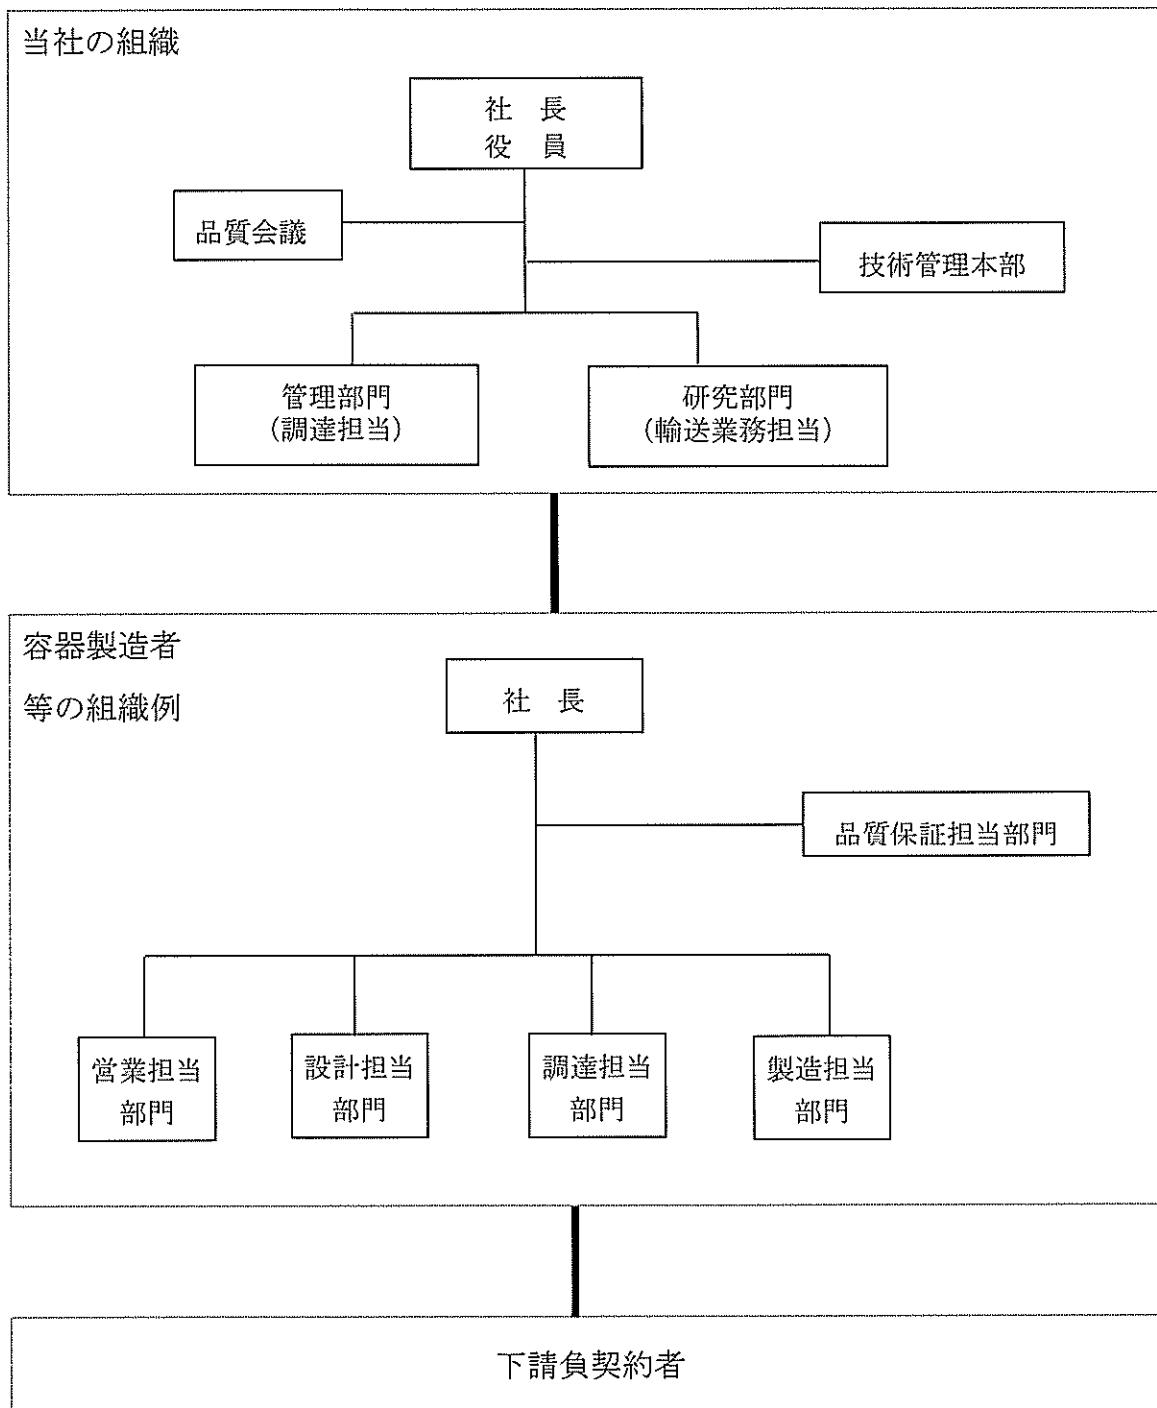 当社の組織
社 長
役 員
品質会議
技術管理本部
管理部門
(調達担当)
研究部門
(輸送業務担当)
容器製造者
等の組織例
社 長
品質保証担当部門
営業担当
部門
設計担当
部門
調達担当
部門
製造担当
部門
下請負契約者